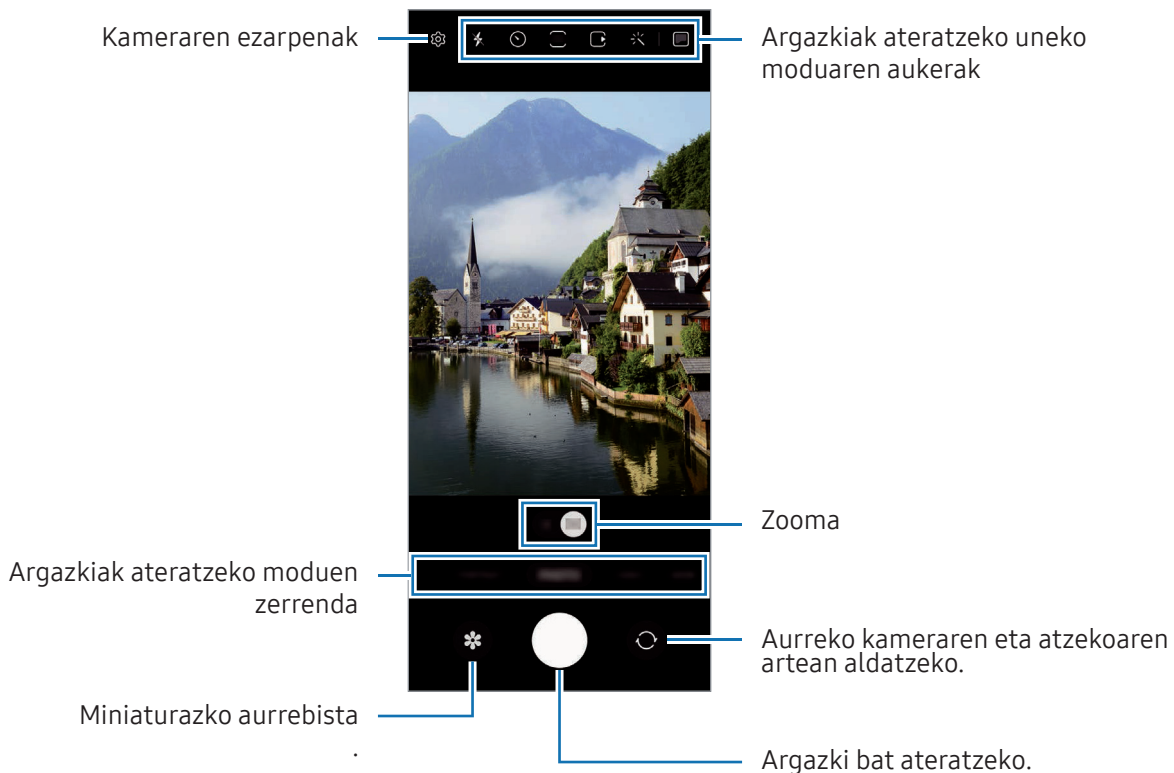 Kameraren ezarpenak
Argazkiak ateratzeko uneko
moduaren aukerak
Zooma
Argazkiak ateratzeko moduen
zerrenda
Aurreko kameraren eta atzekoaren
artean aldatzeko.
Miniaturazko aurrebista
.
Argazki bat ateratzeko.